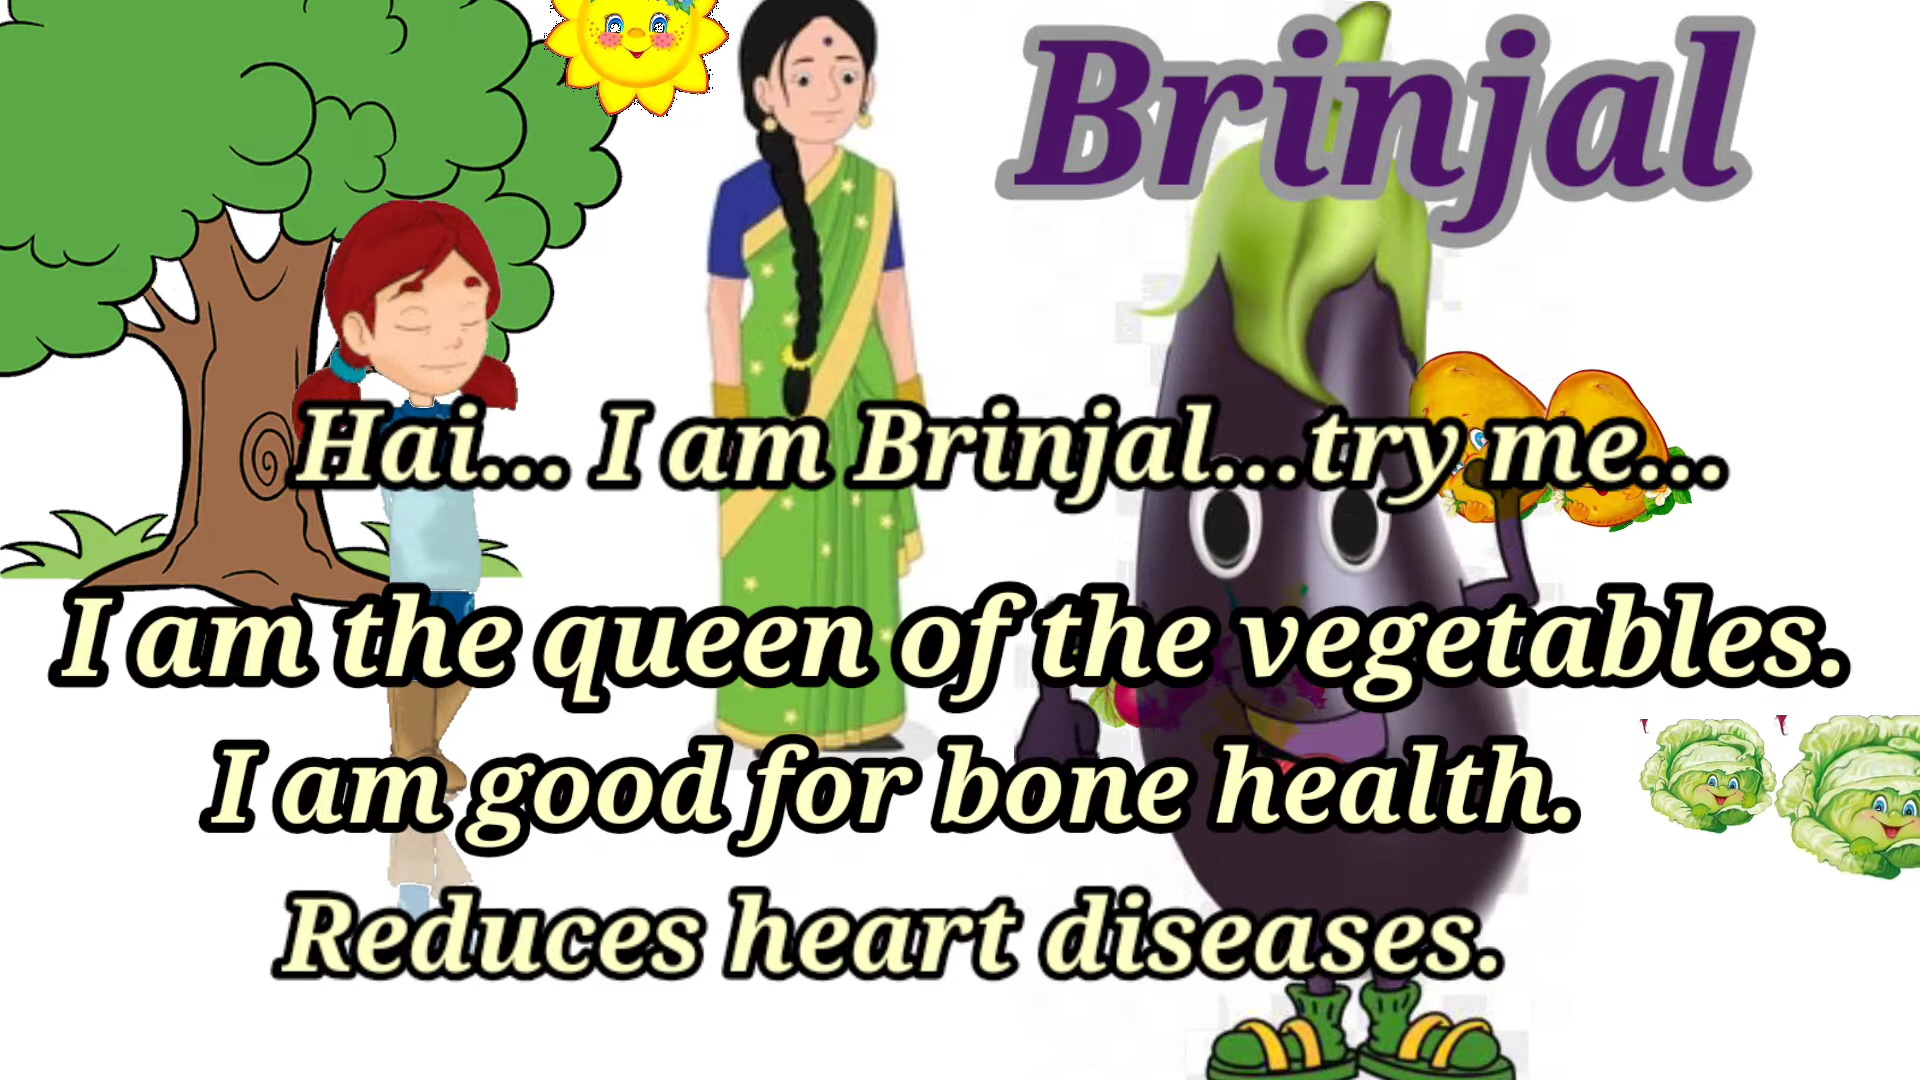 Brinjal
Hai... I am Brinjal...try me...
I am the queen of the vegetables.
I am good for bone health.
Reduces heart diseases.